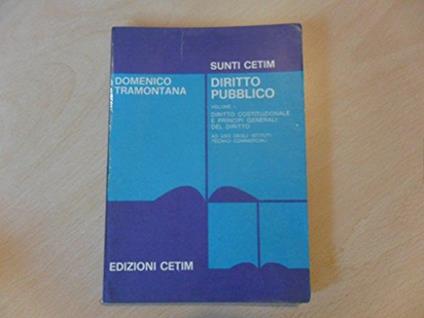 SUNTI CETIM
DOMENICO
TRAMONTANA
DIRITTO
PUBBLICO
VOLUME I
DIRITTO COSTITUZIONALE
E PRINCIPI GENERALI
DEL DIRITTO
AD USO DEGLI ISTITUTI
TECNICI COMMERCIALI
EDIZIONI CETIM